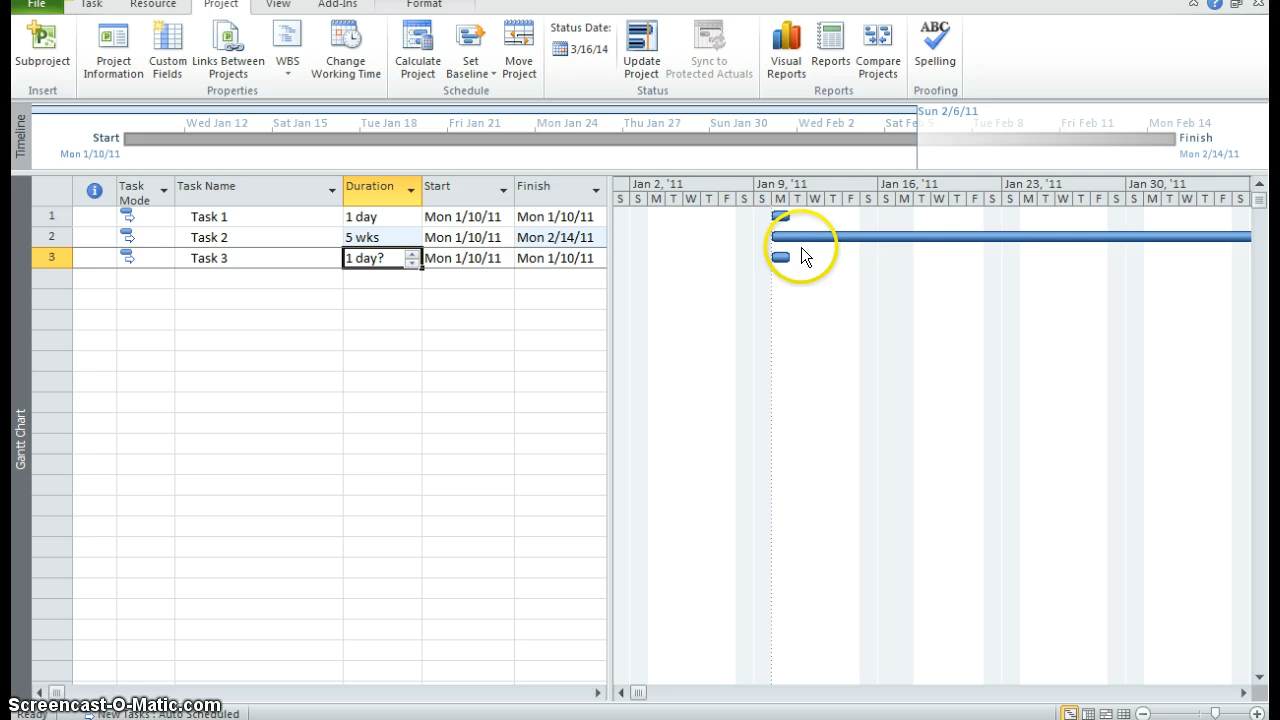 File Task Resource Project View Add-Ins Format
Subproject
Project Information
Custom Fields
Links Between Projects
WBS
Change Working Time
Calculate Project
Set Baseline
Move Project
Status Date:
3/16/14
Update Project
Sync to Protected Actuals
Visual Reports
Reports
Compare Projects
ABC
Spelling
Insert Properties Schedule Status Reports Proofing
Timeline
Sun 2/6/11
Wed Jan 12 Sat Jan 15 Tue Jan 18 Fri Jan 21 Mon Jan 24 Thu Jan 27 Sun Jan 30 Wed Feb 2 Sat Feb 5 Tue Feb 8 Fri Feb 11 Mon Feb 14
Start Finish
Mon 1/10/11 Mon 2/14/11
Task Mode Task Name Duration Start Finish
Jan 2, '11 Jan 9, '11 Jan 16, '11 Jan 23, '11 Jan 30, '11
S S M T W T F S S M T W T F S S M T W T F S S M T W T F S S M T W T F S
1 Task 1 1 day Mon 1/10/11 Mon 1/10/11
2 Task 2 5 wks Mon 1/10/11 Mon 2/14/11
3 Task 3 1 day? Mon 1/10/11 Mon 1/10/11
Gantt Chart
Screencast-O-Matic.com
Ready New Tasks : Auto Scheduled